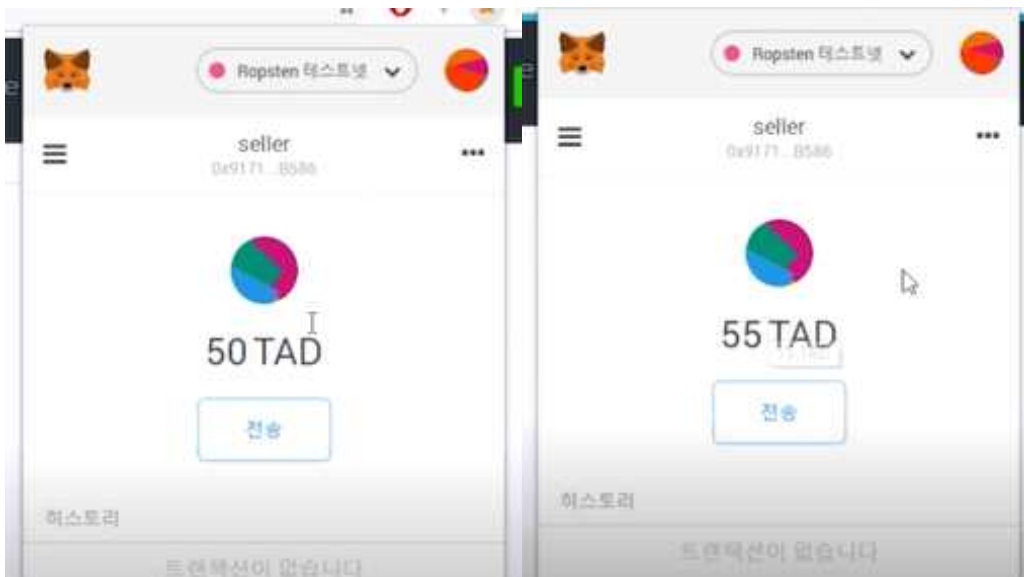 Ropsten 테스트넷
seller
0x9171...B586
50 TAD
전송
히스토리
트랜잭션이 없습니다
Ropsten 테스트넷
seller
0x9171...B586
55 TAD
전송
히스토리
트랜잭션이 없습니다